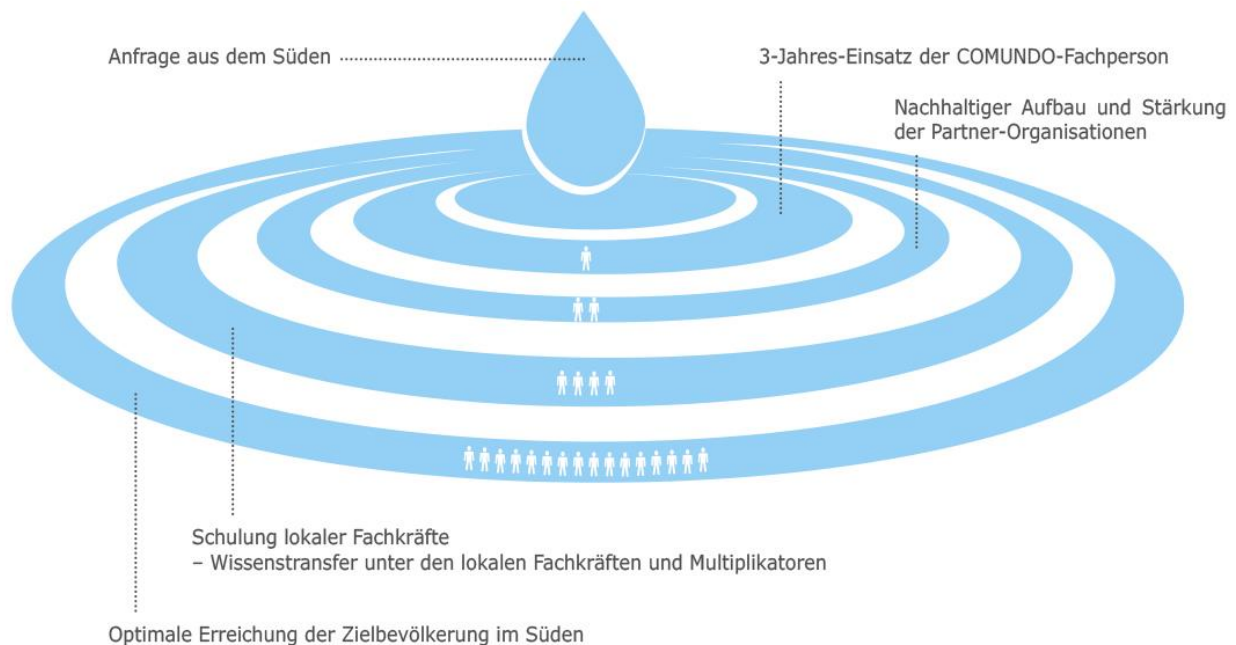 Anfrage aus dem Süden
3-Jahres-Einsatz der COMUNDO-Fachperson
Nachhaltiger Aufbau und Stärkung
der Partner-Organisationen
Schulung lokaler Fachkräfte
– Wissenstransfer unter den lokalen Fachkräften und Multiplikatoren
Optimale Erreichung der Zielbevölkerung im Süden